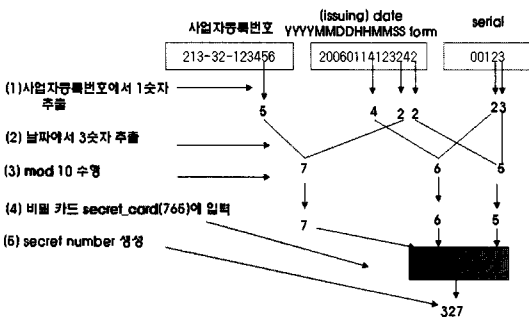 사업자등록번호
(issuing) date
YYYYMMDDHHMMSS form
serial
213-32-123456
20060114123242
00123
(1)사업자등록번호에서 1숫자
추출
5
4
2
2
23
(2) 날짜에서 3숫자 추출
(3) mod 10 수행
7
6
5
(4) 비밀 카드 secret_card(765)에 입력
7
6
5
(5) secret number 생성
327